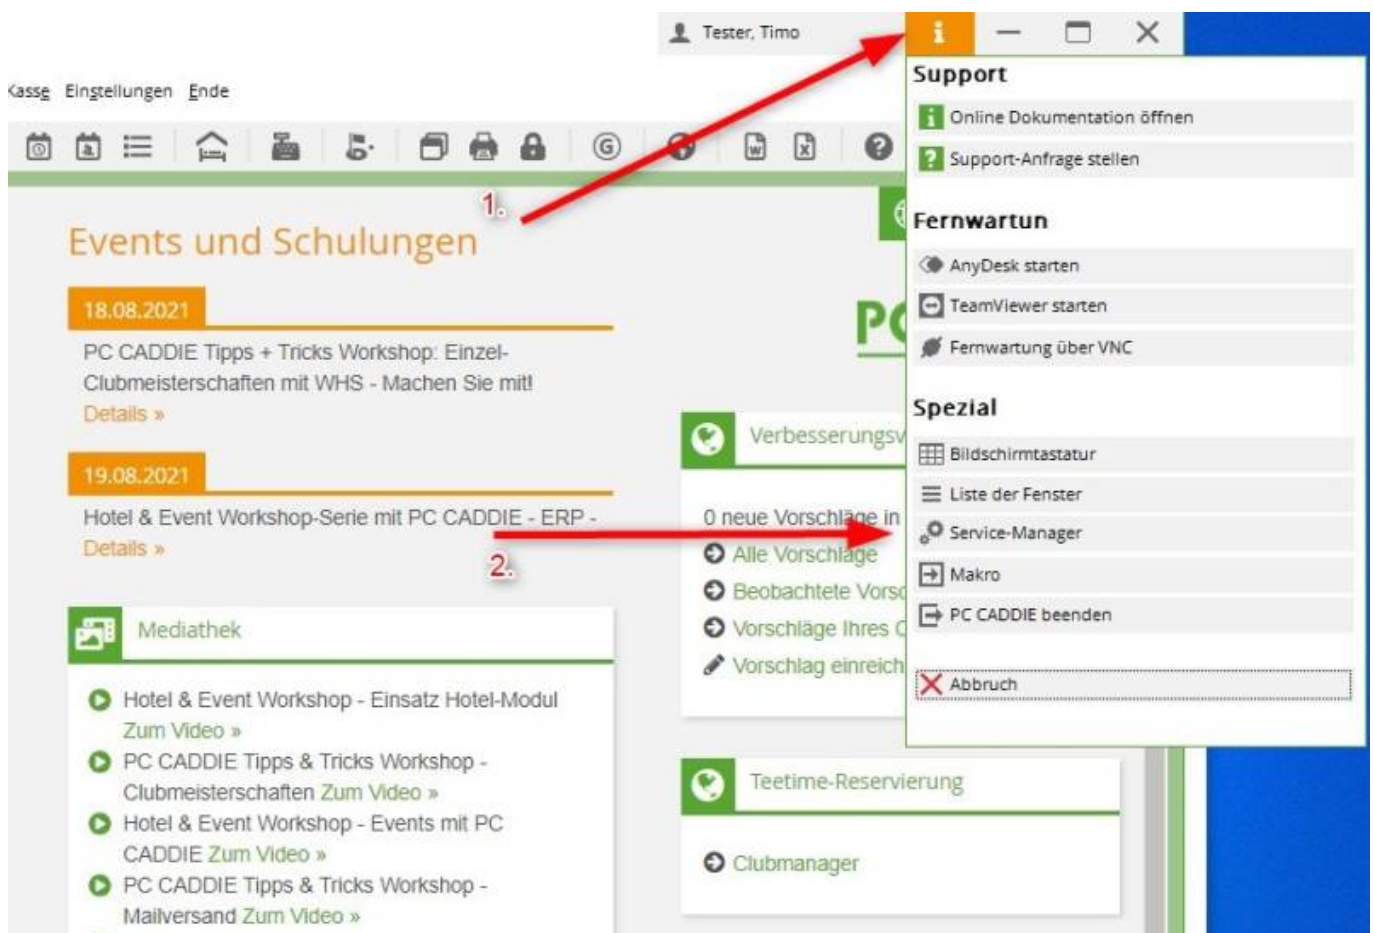 Tester, Timo
Kasse Einstellungen Ende
1.
Events und Schulungen
18.08.2021
PC CADDIE Tipps + Tricks Workshop: Einzel-
Clubmeisterschaften mit WHS - Machen Sie mit!
Details »
19.08.2021
Hotel & Event Workshop-Serie mit PC CADDIE - ERP -
Details »
2.
Mediathek
Hotel & Event Workshop - Einsatz Hotel-Modul
Zum Video »
PC CADDIE Tipps & Tricks Workshop -
Clubmeisterschaften Zum Video »
Hotel & Event Workshop - Events mit PC
CADDIE Zum Video »
PC CADDIE Tipps & Tricks Workshop -
Mailversand Zum Video »
PC
Verbesserungsv
0 neue Vorschläge in
Alle Vorschläge
Beobachtete Vors
Vorschläge Ihres
Vorschlag einreich
Teetime-Reservierung
Clubmanager
Support
Online Dokumentation öffnen
Support-Anfrage stellen
Fernwartun
AnyDesk starten
TeamViewer starten
Fernwartung über VNC
Spezial
Bildschirmtastatur
Liste der Fenster
Service-Manager
Makro
PC CADDIE beenden
Abbruch